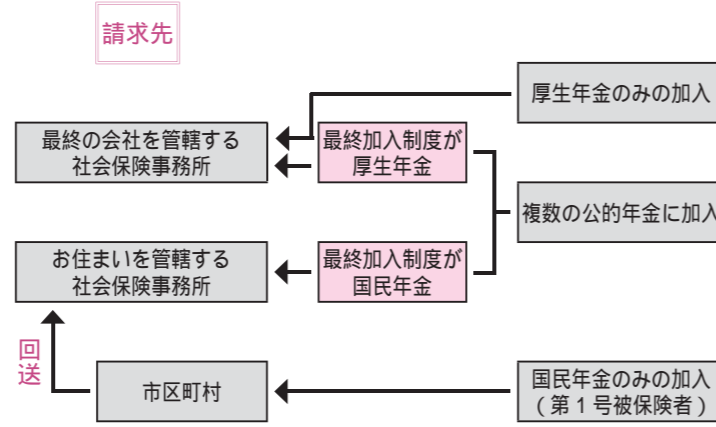 請求先
厚生年金のみの加入
最終の会社を管轄する
社会保険事務所
最終加入制度が
厚生年金
複数の公的年金に加入
お住まいを管轄する
社会保険事務所
最終加入制度が
国民年金
回送
市区町村
国民年金のみの加入
(第1号被保険者)